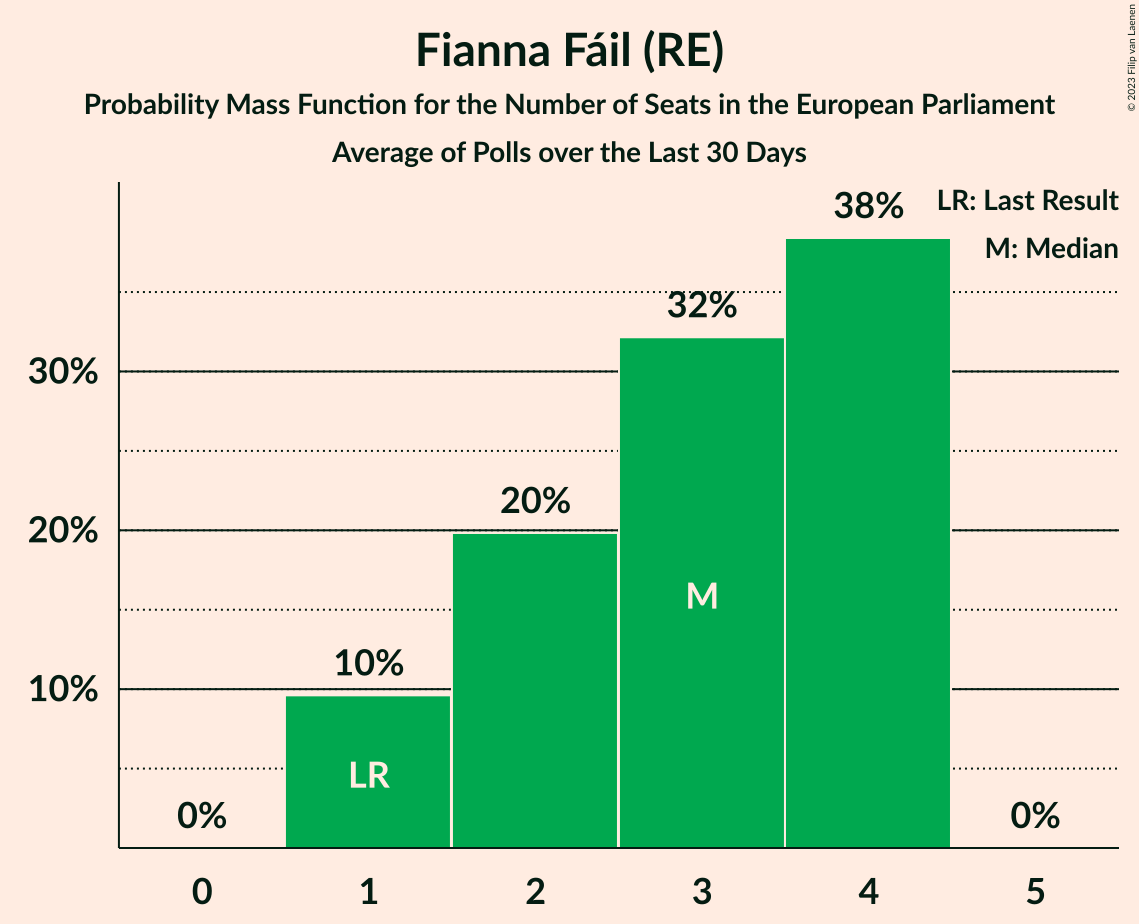 Fianna Fáil (RE)
Probability Mass Function for the Number of Seats in the European Parliament
Average of Polls over the Last 30 Days
© 2023 Filip van Laenen
LR: Last Result
M: Median
38%
32%
30%
20%
20%
M
10%
10%
LR
0%
0%
0 1 2 3 4 5